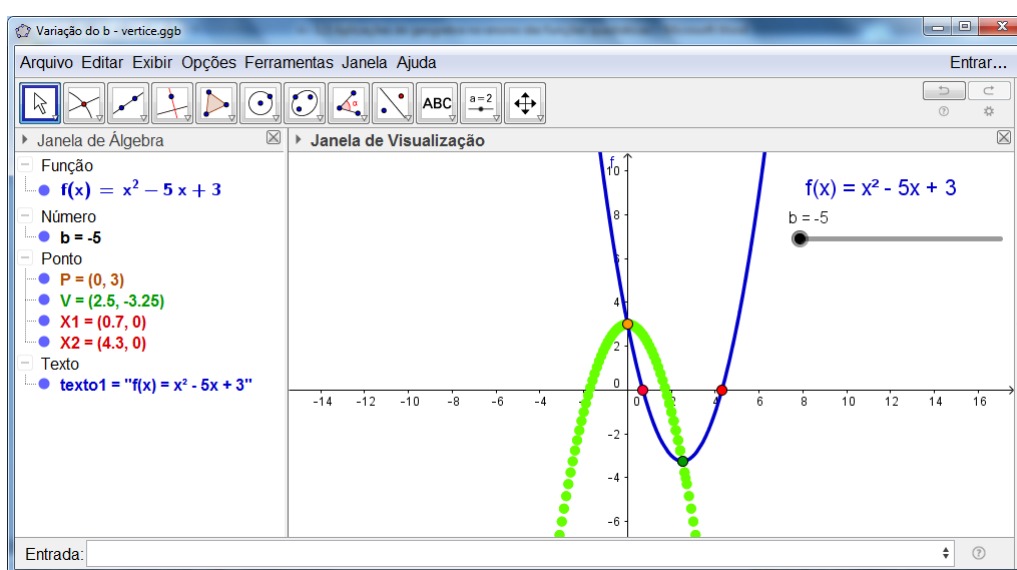 Variação do b - vertice.ggb
Arquivo Editar Exibir Opções Ferramentas Janela Ajuda
Entrar...
ABC
a=2
α
Janela de Álgebra
Janela de Visualização
Função
f(x) = x² − 5 x + 3
Número
b = -5
Ponto
P = (0, 3)
V = (2.5, -3.25)
X1 = (0.7, 0)
X2 = (4.3, 0)
Texto
texto1 = "f(x) = x² - 5x + 3"
f
f(x) = x² - 5x + 3
b = -5
10
8
6
4
2
0
-14 -12 -10 -8 -6 -4 0 2 4 6 8 10 12 14 16
-2
-4
-6
Entrada: